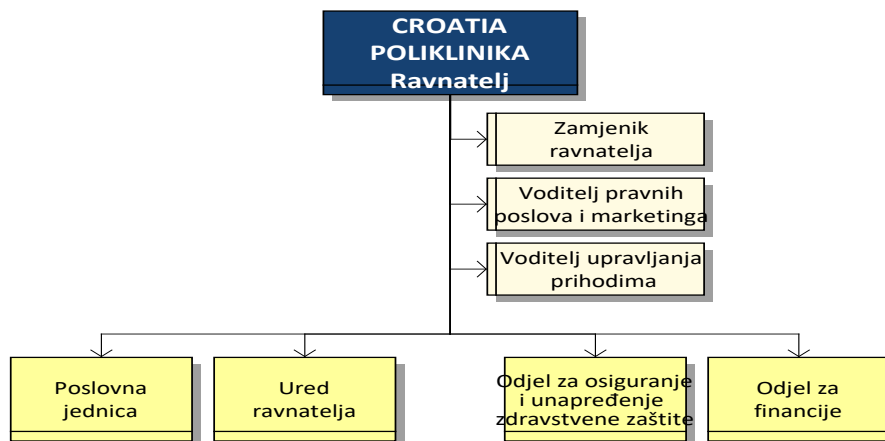 CROATIA
POLIKLINIKA
Ravnatelj
Zamjenik
ravnatelja
Voditelj pravnih
poslova i marketinga
Voditelj upravljanja
prihodima
Poslovna
jednica
Ured
ravnatelja
Odjel za osiguranje
i unapređenje
zdravstvene zaštite
Odjel za
financije